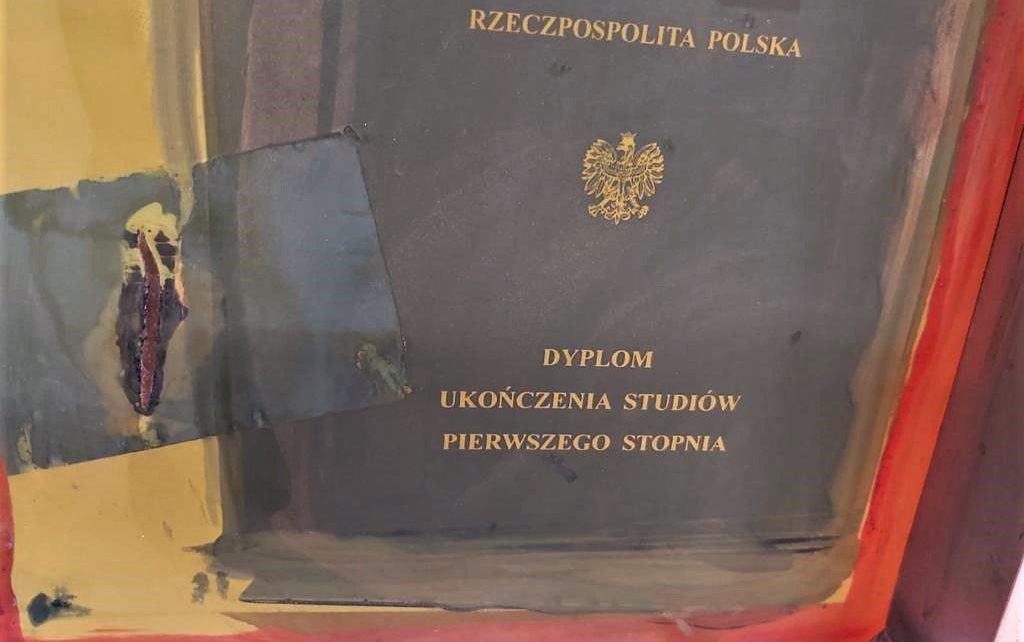 RZECZPOSPOLITA POLSKA
DYPLOM
UKOŃCZENIA STUDIÓW
PIERWSZEGO STOPNIA